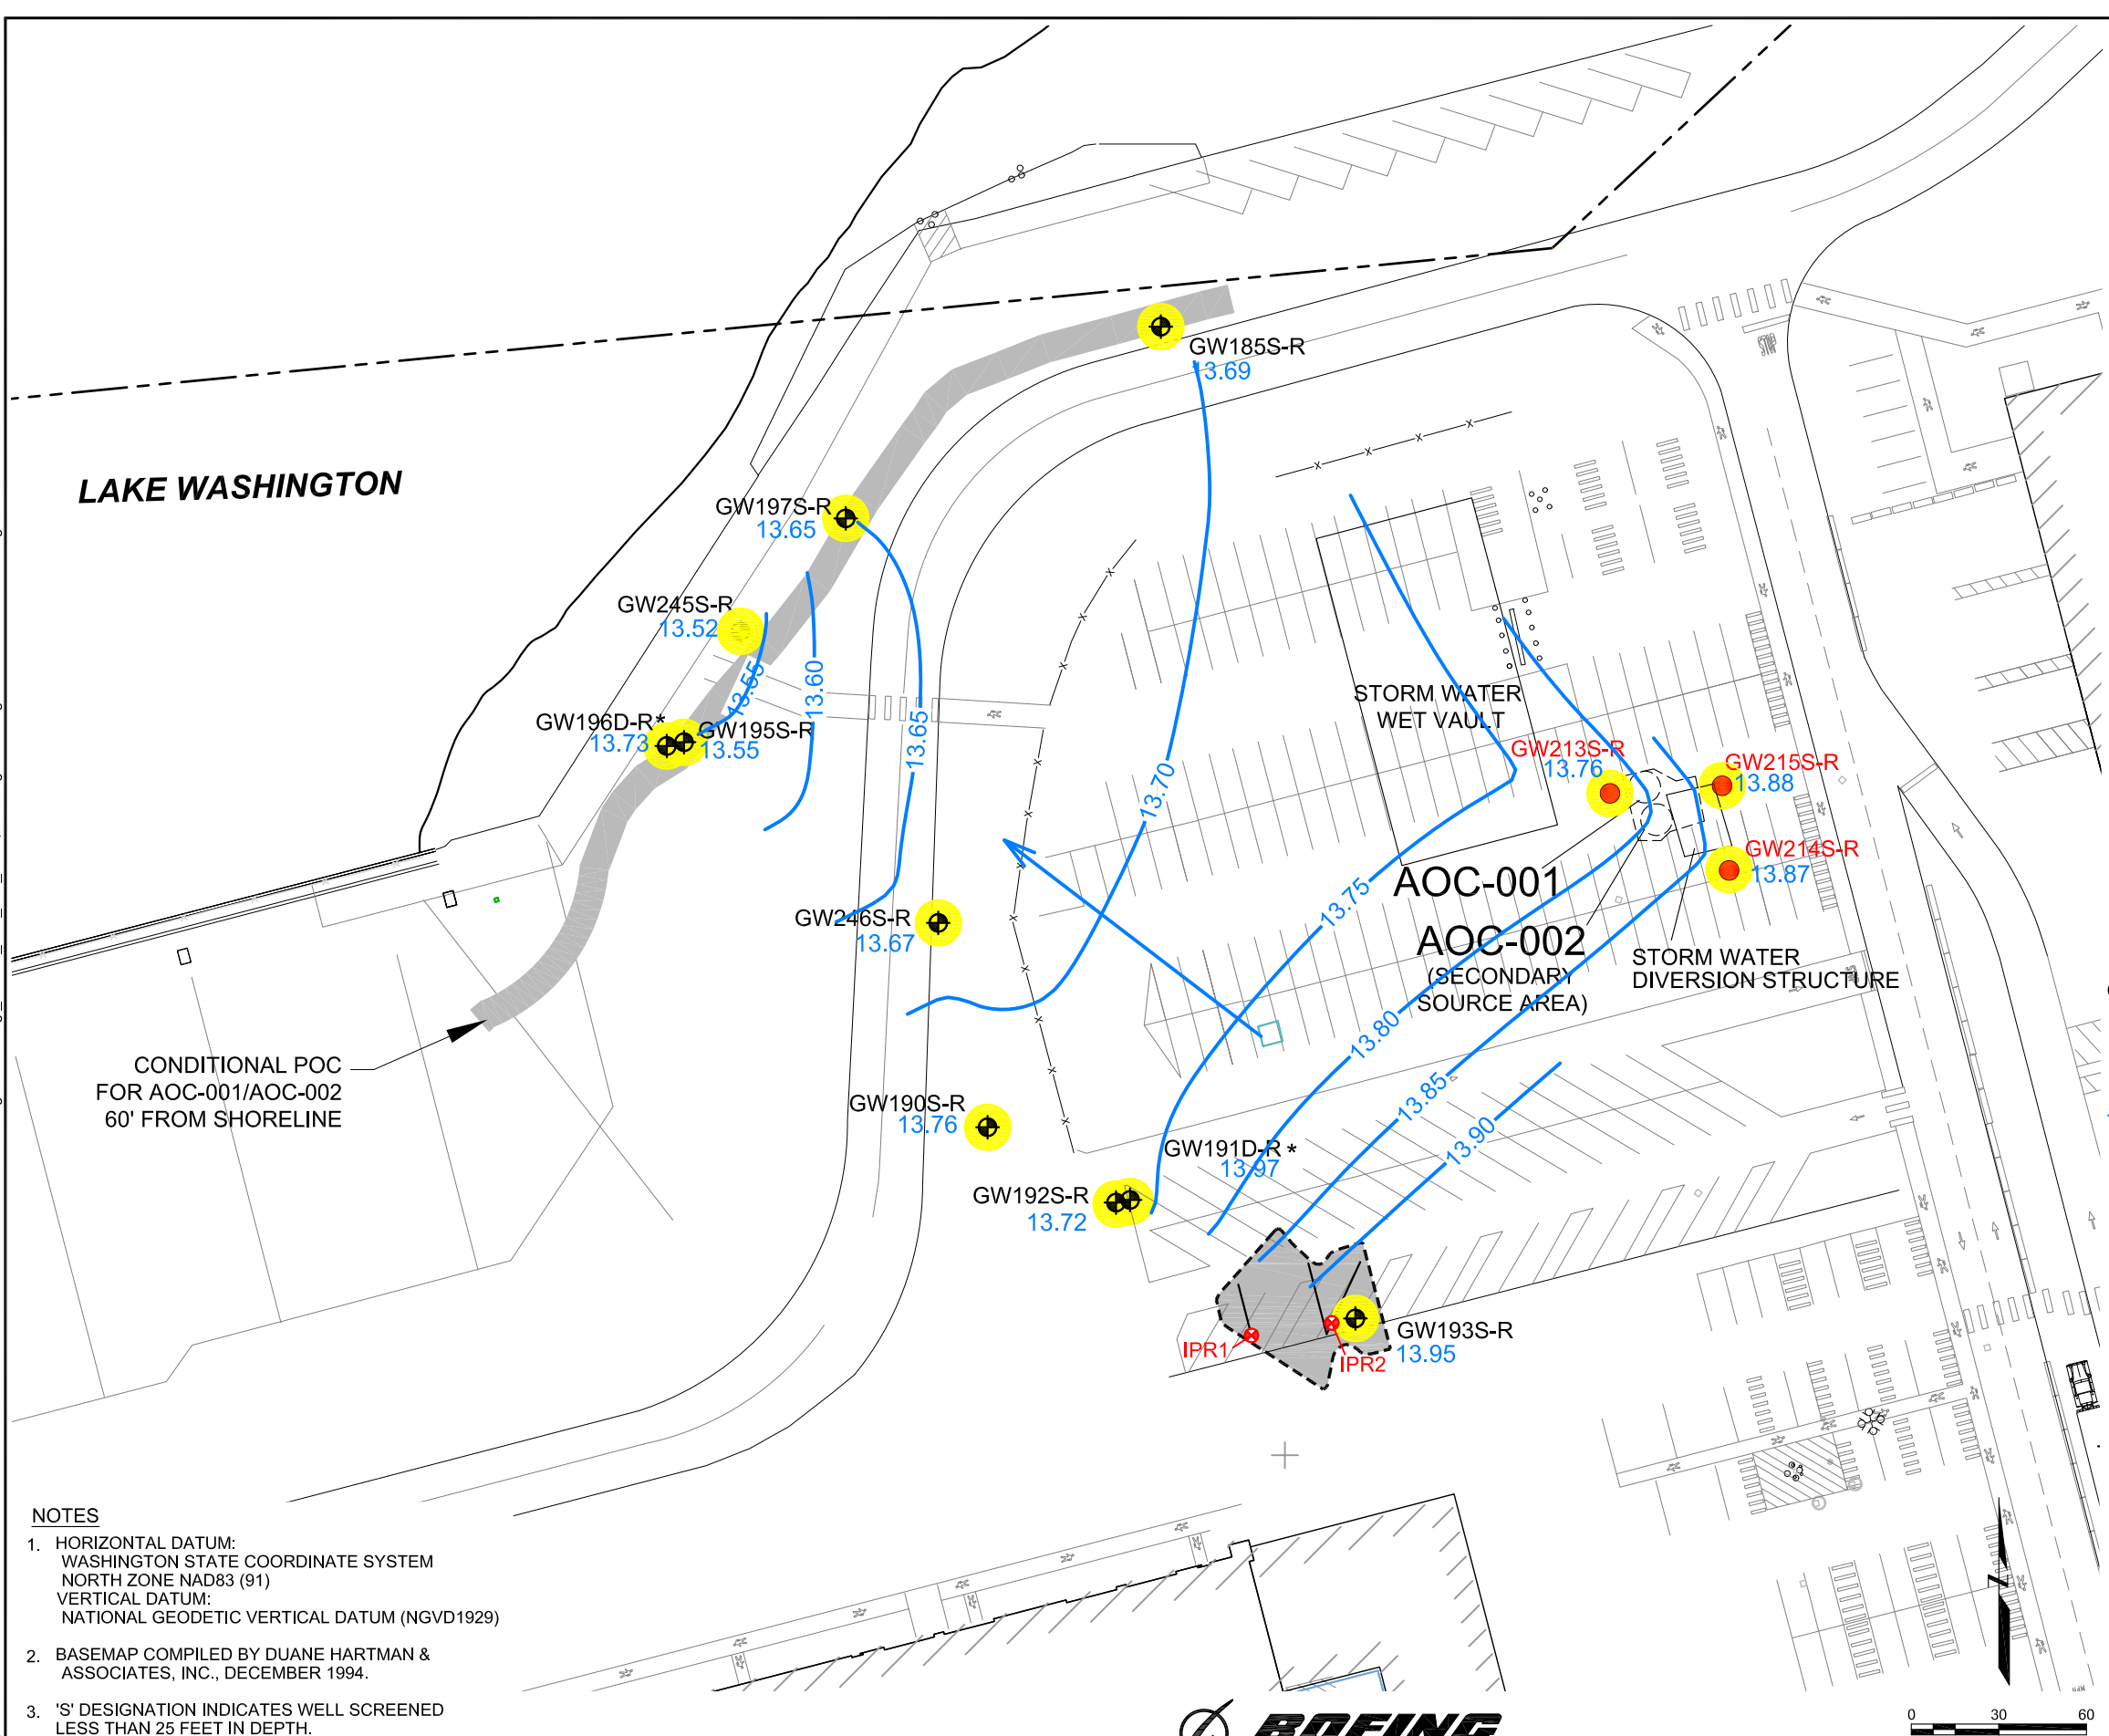 GW185S-R
13.69
LAKE WASHINGTON
GW197S-R
13.65
GW245S-R
13.52
13.55
13.60
13.65
13.70
GW196D-R*
13.73
GW195S-R
13.55
STORM WATER
WET VAULT
GW213S-R
13.76
GW215S-R
13.88
GW214S-R
13.87
AOC-001
AOC-002
(SECONDARY
SOURCE AREA)
STORM WATER
DIVERSION STRUCTURE
13.75
13.80
13.85
13.90
GW246S-R
13.67
CONDITIONAL POC
FOR AOC-001/AOC-002
60' FROM SHORELINE
GW190S-R
13.76
GW191D-R *
13.97
GW192S-R
13.72
GW193S-R
13.95
IPR1
IPR2
NOTES
1. HORIZONTAL DATUM:
WASHINGTON STATE COORDINATE SYSTEM
NORTH ZONE NAD83 (91)
VERTICAL DATUM:
NATIONAL GEODETIC VERTICAL DATUM (NGVD1929)
2. BASEMAP COMPILED BY DUANE HARTMAN &
ASSOCIATES, INC., DECEMBER 1994.
3. 'S' DESIGNATION INDICATES WELL SCREENED
LESS THAN 25 FEET IN DEPTH.
BOEING
0 30 60